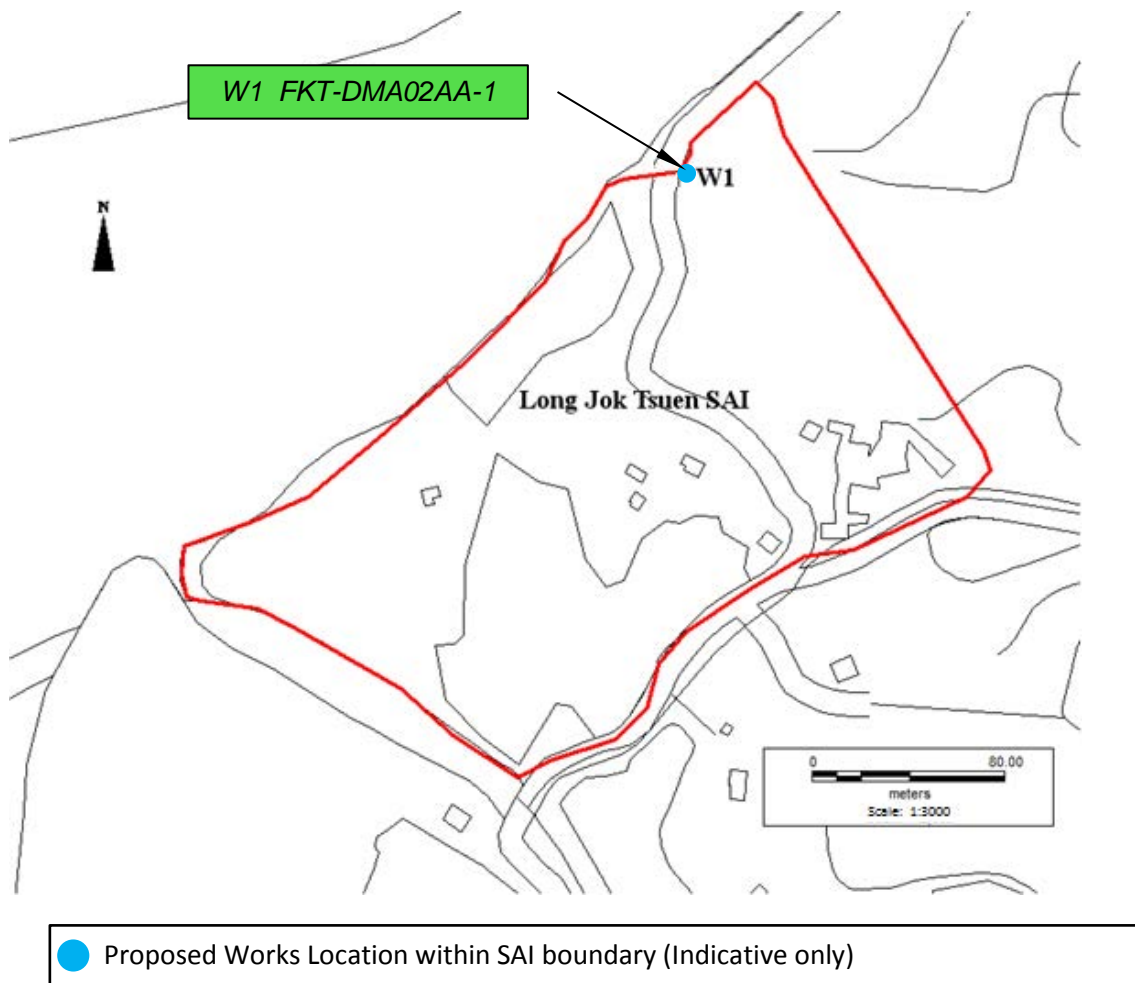 W1 FKT-DMA02AA-1
W1
N
Long Jok Tsuen SAI
0 80.00
meters
Scale: 1:3000
Proposed Works Location within SAI boundary (Indicative only)